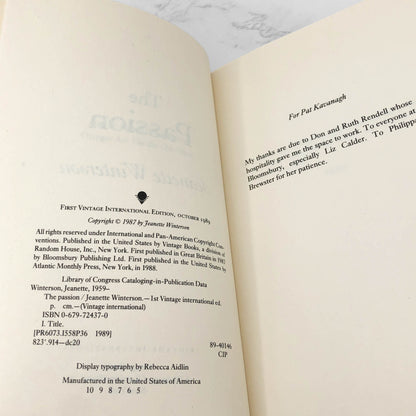 The
Passion
Jeanette Winterson
FIRST VINTAGE INTERNATIONAL EDITION, OCTOBER 1989
Copyright © 1987 by Jeanette Winterson
All rights reserved under International and Pan-American Copyright Con-
ventions. Published in the United States by Vintage Books, a division of
Random House, Inc., New York. First published in Great Britain in 1987
by Bloomsbury Publishing Ltd. First published in the United States by
Atlantic Monthly Press, New York, in 1988.
Library of Congress Cataloging-in-Publication Data
Winterson, Jeanette, 1959–
The passion / Jeanette Winterson.—1st Vintage international ed.
p. cm.—(Vintage international)
ISBN 0-679-72437-0
I. Title.
[PR6073.I558P36 1989]
823'.914—dc20 89-40146
CIP
Display typography by Rebecca Aidlin
Manufactured in the United States of America
10 9 8 7 6 5
For Pat Kavanagh
My thanks are due to Don and Ruth Rendell whose
hospitality gave me the space to work. To everyone at
Bloomsbury, especially Liz Calder. To Philippa
Brewster for her patience.